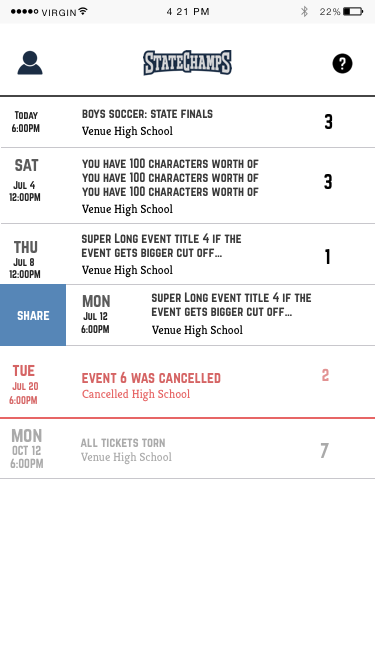 VIRGIN 4 21 PM 22%
STATECHAMPS ?
TODAY
6:00PM
BOYS SOCCER: STATE FINALS
Venue High School
3
SAT
JUL 4
12:00PM
YOU HAVE 100 CHARACTERS WORTH OF
YOU HAVE 100 CHARACTERS WORTH OF
YOU HAVE 100 CHARACTERS WORTH OF
Venue High School
3
THU
JUL 8
12:00PM
SUPER LONG EVENT TITLE 4 IF THE
EVENT GETS BIGGER CUT OFF...
Venue High School
1
SHARE
MON
JUL 12
6:00PM
SUPER LONG EVENT TITLE 4 IF THE
EVENT GETS BIGGER CUT OFF...
Venue High School
TUE
JUL 20
6:00PM
EVENT 6 WAS CANCELLED
Cancelled High School
2
MON
OCT 12
6:00PM
ALL TICKETS TORN
Venue High School
7